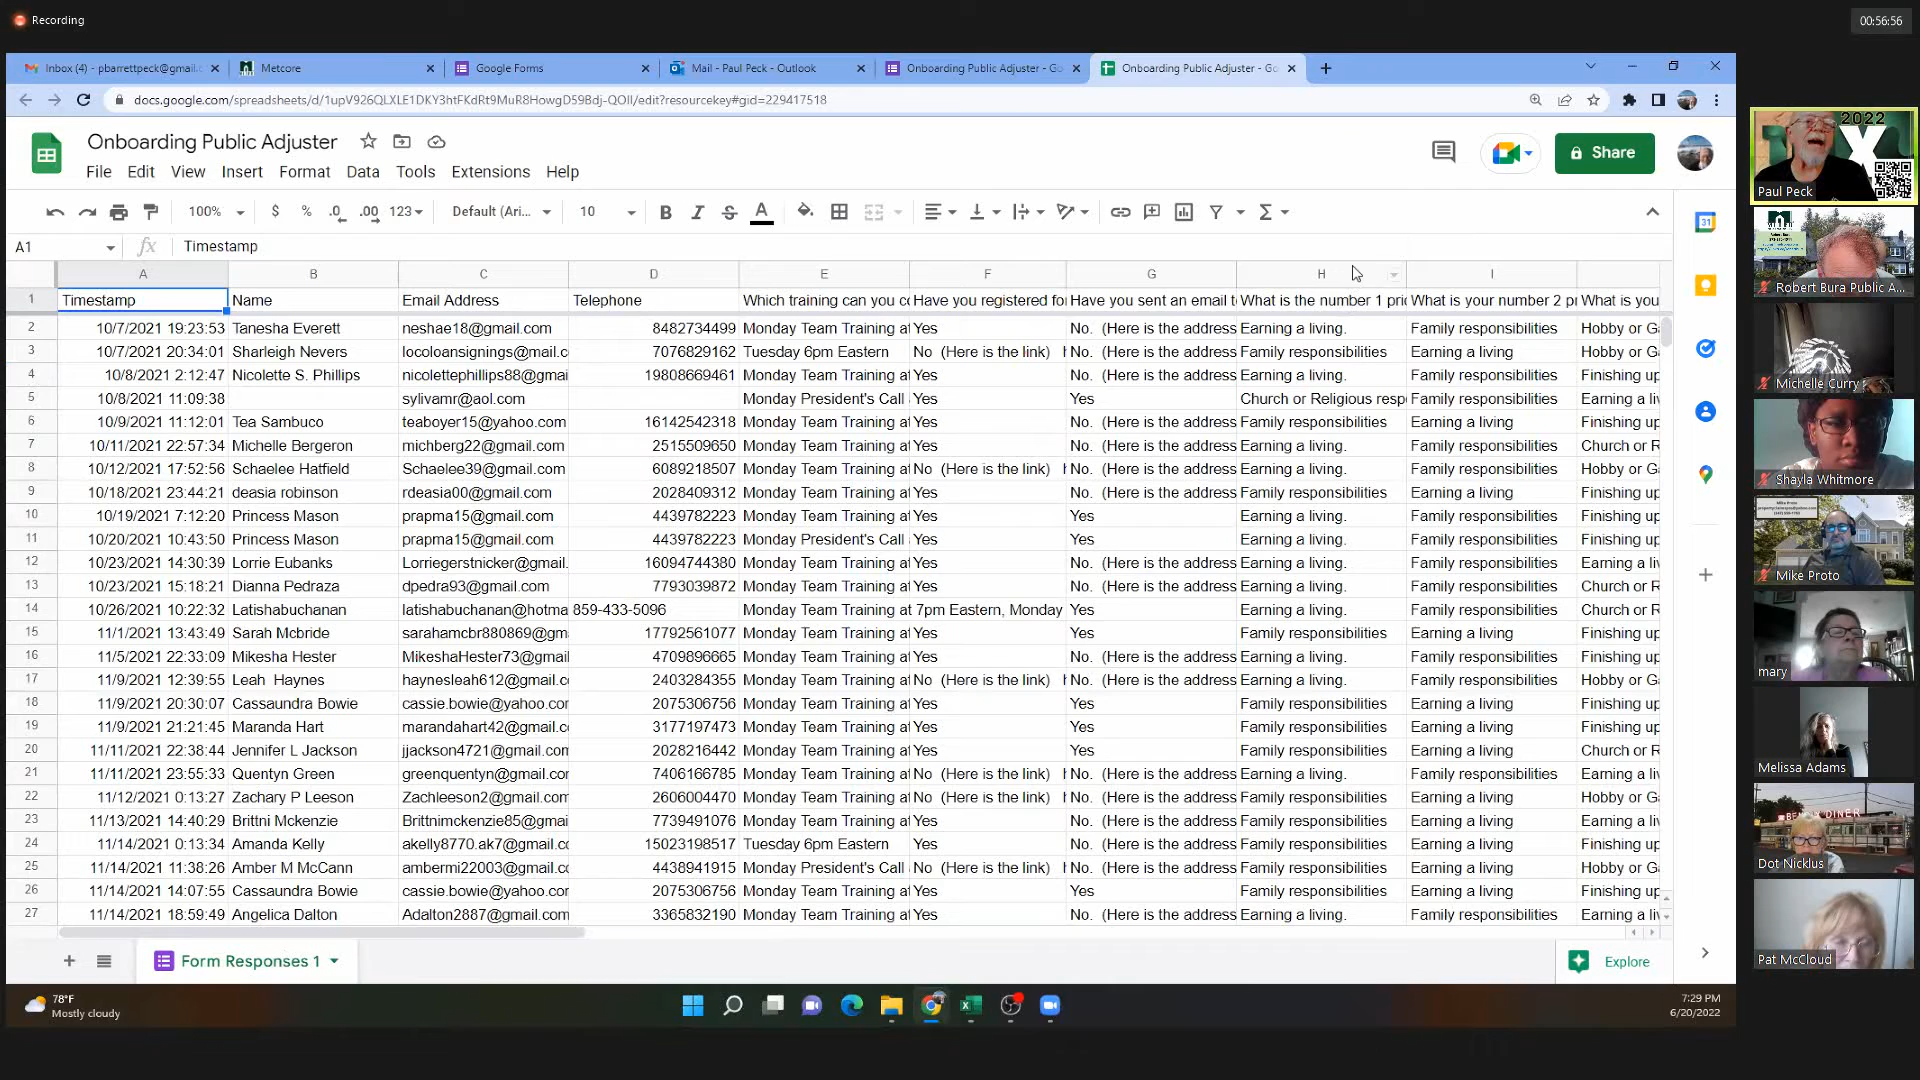 Recording
00:56:56
Inbox (4) - pbarrettpeck@gmail.c
Metcore
Google Forms
Mail - Paul Peck - Outlook
Onboarding Public Adjuster - Go
Onboarding Public Adjuster - Go
docs.google.com/spreadsheets/d/1upV926QLXLE1DKY3htFKdRt9MuR8HowgD59Bdj-QOII/edit?resourcekey#gid=229417518
Onboarding Public Adjuster
Share
File Edit View Insert Format Data Tools Extensions Help
100% $ % .0 .00 123 Default (Ari... 10 B I S A
A1 fx Timestamp
A B C D E F G H I
1 Timestamp Name Email Address Telephone Which training can you co Have you registered for Have you sent an email t What is the number 1 prio What is your number 2 pr What is you
2 10/7/2021 19:23:53 Tanesha Everett neshae18@gmail.com 8482734499 Monday Team Training at Yes No. (Here is the address Earning a living. Family responsibilities Hobby or Ga
3 10/7/2021 20:34:01 Sharleigh Nevers locoloansignings@mail.c 7076829162 Tuesday 6pm Eastern No (Here is the link) h No. (Here is the address Family responsibilities Earning a living Hobby or Ga
4 10/8/2021 2:12:47 Nicolette S. Phillips nicolettephillips88@gmai 19808669461 Monday Team Training at Yes No. (Here is the address Earning a living. Family responsibilities Finishing up
5 10/8/2021 11:09:38 sylivamr@aol.com Monday President's Call Yes Yes Church or Religious resp Family responsibilities Earning a liv
6 10/9/2021 11:12:01 Tea Sambuco teaboyer15@yahoo.com 16142542318 Monday Team Training at Yes No. (Here is the address Family responsibilities Earning a living Finishing up
7 10/11/2021 22:57:34 Michelle Bergeron michberg22@gmail.com 2515509650 Monday Team Training at Yes No. (Here is the address Earning a living. Family responsibilities Church or R
8 10/12/2021 17:52:56 Schaelee Hatfield Schaelee39@gmail.com 6089218507 Monday Team Training at No (Here is the link) h No. (Here is the address Earning a living. Family responsibilities Hobby or Ga
9 10/18/2021 23:44:21 deasia robinson rdeasia00@gmail.com 2028409312 Monday Team Training at Yes No. (Here is the address Family responsibilities Earning a living Finishing up
10 10/19/2021 7:12:20 Princess Mason prapma15@gmail.com 4439782223 Monday Team Training at Yes Yes Earning a living. Family responsibilities Finishing up
11 10/20/2021 10:43:50 Princess Mason prapma15@gmail.com 4439782223 Monday President's Call Yes Yes Earning a living. Family responsibilities Finishing up
12 10/23/2021 14:30:39 Lorrie Eubanks Lorriegerstnicker@gmail. 16094744380 Monday Team Training at Yes No. (Here is the address Earning a living. Family responsibilities Earning a liv
13 10/23/2021 15:18:21 Dianna Pedraza dpedra93@gmail.com 7793039872 Monday Team Training at Yes No. (Here is the address Earning a living. Family responsibilities Church or R
14 10/26/2021 10:22:32 Latishabuchanan latishabuchanan@hotma 859-433-5096 Monday Team Training at 7pm Eastern, Monday Yes Earning a living. Family responsibilities Church or R
15 11/1/2021 13:43:49 Sarah Mcbride sarahamcbr880869@gm 17792561077 Monday Team Training at Yes Yes Family responsibilities Earning a living Finishing up
16 11/5/2021 22:33:09 Mikesha Hester MikeshaHester73@gmail 4709896665 Monday Team Training at Yes No. (Here is the address Earning a living. Family responsibilities Finishing up
17 11/9/2021 12:39:55 Leah Haynes haynesleah612@gmail.co 2403284355 Monday Team Training at No (Here is the link) h No. (Here is the address Earning a living. Family responsibilities Hobby or Ga
18 11/9/2021 20:30:07 Cassaundra Bowie cassie.bowie@yahoo.com 2075306756 Monday Team Training at Yes Yes Family responsibilities Earning a living Finishing up
19 11/9/2021 21:21:45 Maranda Hart marandahart42@gmail.co 3177197473 Monday Team Training at Yes Yes Family responsibilities Earning a living Finishing up
20 11/11/2021 22:38:44 Jennifer L Jackson jjackson4721@gmail.com 2028216442 Monday Team Training at Yes Yes Family responsibilities Earning a living Church or R
21 11/11/2021 23:55:33 Quentyn Green greenquentyn@gmail.cor 7406166785 Monday Team Training at No (Here is the link) h No. (Here is the address Earning a living. Family responsibilities Earning a liv
22 11/12/2021 0:13:27 Zachary P Leeson Zachleeson2@gmail.com 2606004470 Monday Team Training at No (Here is the link) h No. (Here is the address Family responsibilities Earning a living Hobby or Ga
23 11/13/2021 14:40:29 Brittni Mckenzie Brittnimckenzie85@gmai 7739491076 Monday Team Training at Yes No. (Here is the address Family responsibilities Earning a living Earning a liv
24 11/14/2021 0:13:34 Amanda Kelly akelly8770.ak7@gmail.cor 15023198517 Tuesday 6pm Eastern Yes No. (Here is the address Family responsibilities Earning a living Finishing up
25 11/14/2021 11:38:26 Amber M McCann ambermi22003@gmail.cor 4438941915 Monday President's Call No (Here is the link) h No. (Here is the address Family responsibilities Earning a living Hobby or Ga
26 11/14/2021 14:07:55 Cassaundra Bowie cassie.bowie@yahoo.com 2075306756 Monday Team Training at Yes Yes Family responsibilities Earning a living Finishing up
27 11/14/2021 18:59:49 Angelica Dalton Adalton2887@gmail.com 3365832190 Monday Team Training at Yes No. (Here is the address Earning a living. Family responsibilities Earning a liv
Form Responses 1
Explore
78°F
Mostly cloudy
7:29 PM
6/20/2022
2022
Paul Peck
Robert Bura Public A...
Michelle Curry
Shayla Whitmore
Mike Proto
Mike Proto
mary
Melissa Adams
DINER
Dot Nicklus
Pat McCloud